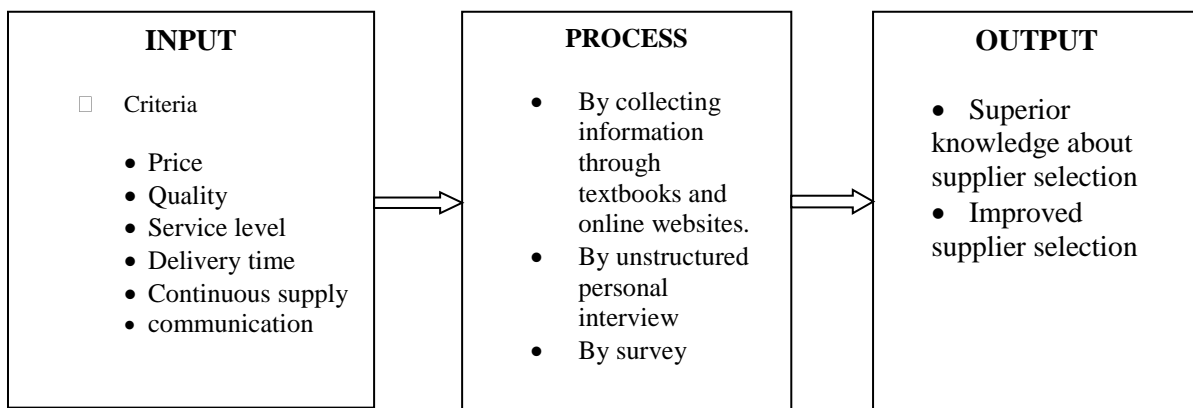 INPUT
Criteria
• Price
• Quality
• Service level
• Delivery time
• Continuous supply
• communication
PROCESS
• By collecting
information
through
textbooks and
online websites.
• By unstructured
personal
interview
• By survey
OUTPUT
• Superior
knowledge about
supplier selection
• Improved
supplier selection